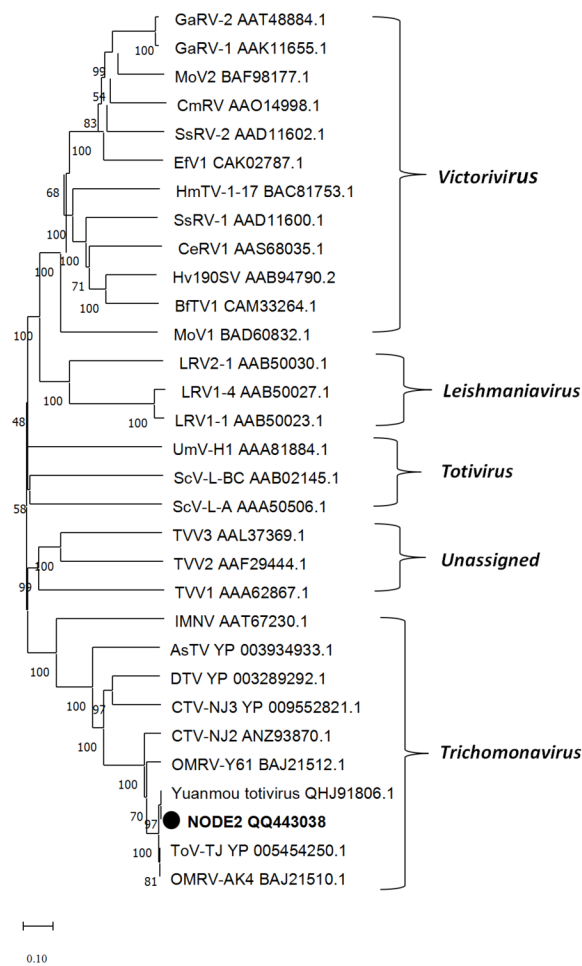 GaRV-2 AAT48884.1
100
GaRV-1 AAK11655.1
99
MoV2 BAF98177.1
54
CmRV AAO14998.1
83
SsRV-2 AAD11602.1
100
EfV1 CAK02787.1
Victorivirus
68
HmTV-1-17 BAC81753.1
SsRV-1 AAD11600.1
100
CeRV1 AAS68035.1
100
Hv190SV AAB94790.2
71
BfTV1 CAM33264.1
100
100
MoV1 BAD60832.1
LRV2-1 AAB50030.1
LRV1-4 AAB50027.1
Leishmaniavirus
100
LRV1-1 AAB50023.1
100
48
UmV-H1 AAA81884.1
ScV-L-BC AAB02145.1
Totivirus
ScV-L-A AAA50506.1
58
TVV3 AAL37369.1
TVV2 AAF29444.1
Unassigned
100
TVV1 AAA62867.1
99
IMNV AAT67230.1
AsTV YP 003934933.1
100
DTV YP 003289292.1
CTV-NJ3 YP 009552821.1
100
97
CTV-NJ2 ANZ93870.1
100
Trichomonavirus
OMRV-Y61 BAJ21512.1
100
Yuanmou totivirus QHJ91806.1
70
97
NODE2 QQ443038
ToV-TJ YP 005454250.1
100
OMRV-AK4 BAJ21510.1
81
0.10